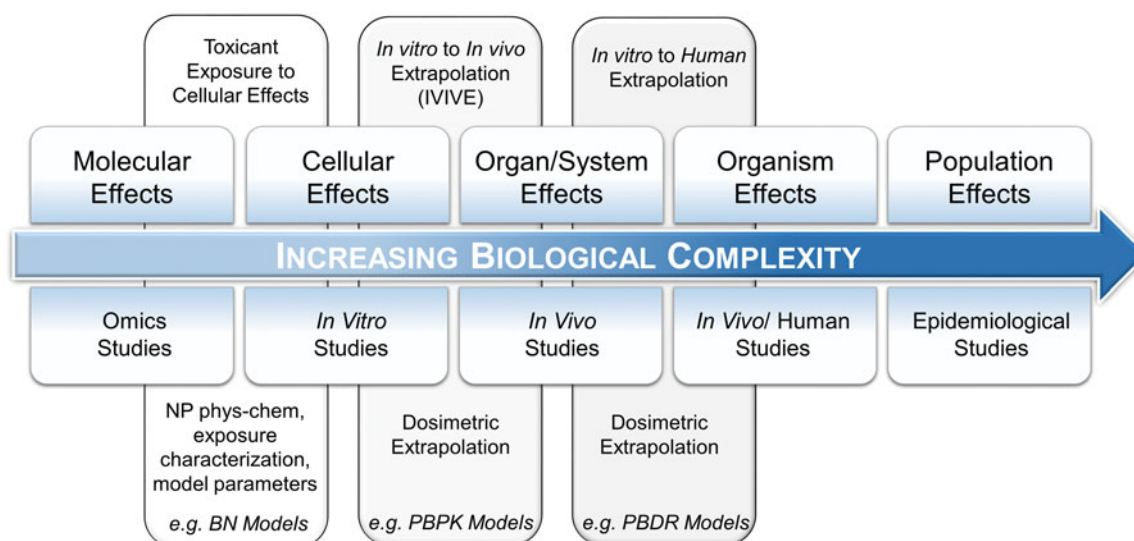 Toxicant
Exposure to
Cellular Effects
In vitro to In vivo
Extrapolation
(IVIVE)
In vitro to Human
Extrapolation
Molecular
Effects
Cellular
Effects
Organ/System
Effects
Organism
Effects
Population
Effects
INCREASING BIOLOGICAL COMPLEXITY
Omics
Studies
In Vitro
Studies
In Vivo
Studies
In Vivo/ Human
Studies
Epidemiological
Studies
NP phys-chem,
exposure
characterization,
model parameters
e.g. BN Models
Dosimetric
Extrapolation
e.g. PBPK Models
Dosimetric
Extrapolation
e.g. PBDR Models